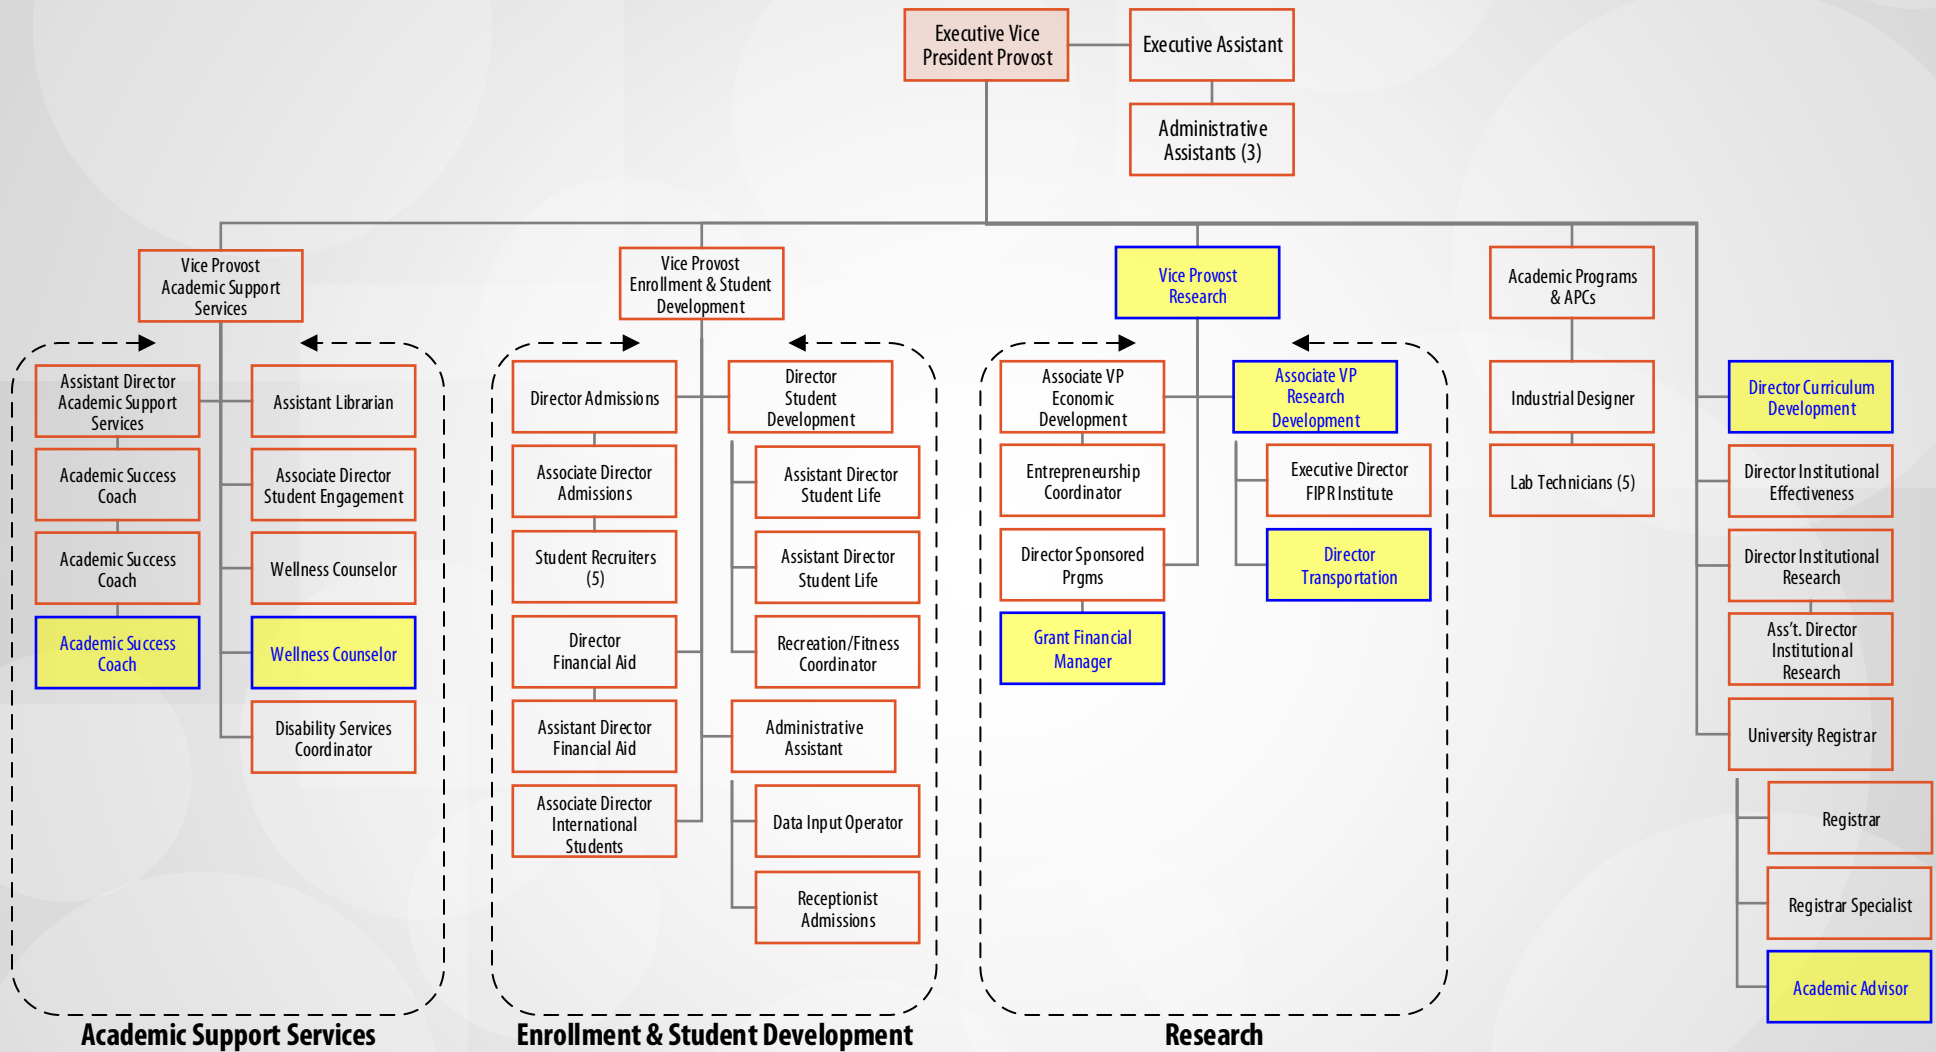 Executive Vice
President Provost
Executive Assistant
Administrative
Assistants (3)
Vice Provost
Academic Support
Services
Assistant Director
Academic Support
Services
Academic Success
Coach
Academic Success
Coach
Academic Success
Coach
Assistant Librarian
Associate Director
Student Engagement
Wellness Counselor
Wellness Counselor
Disability Services
Coordinator
Academic Support Services
Vice Provost
Enrollment & Student
Development
Director Admissions
Associate Director
Admissions
Student Recruiters
(5)
Director
Financial Aid
Assistant Director
Financial Aid
Associate Director
International
Students
Director
Student
Development
Assistant Director
Student Life
Assistant Director
Student Life
Recreation/Fitness
Coordinator
Administrative
Assistant
Data Input Operator
Receptionist
Admissions
Enrollment & Student Development
Vice Provost
Research
Associate VP
Economic
Development
Entrepreneurship
Coordinator
Director Sponsored
Prgms
Grant Financial
Manager
Associate VP
Research
Development
Executive Director
FIPR Institute
Director
Transportation
Research
Academic Programs
& APCs
Industrial Designer
Lab Technicians (5)
Director Curriculum
Development
Director Institutional
Effectiveness
Director Institutional
Research
Ass't. Director
Institutional
Research
University Registrar
Registrar
Registrar Specialist
Academic Advisor